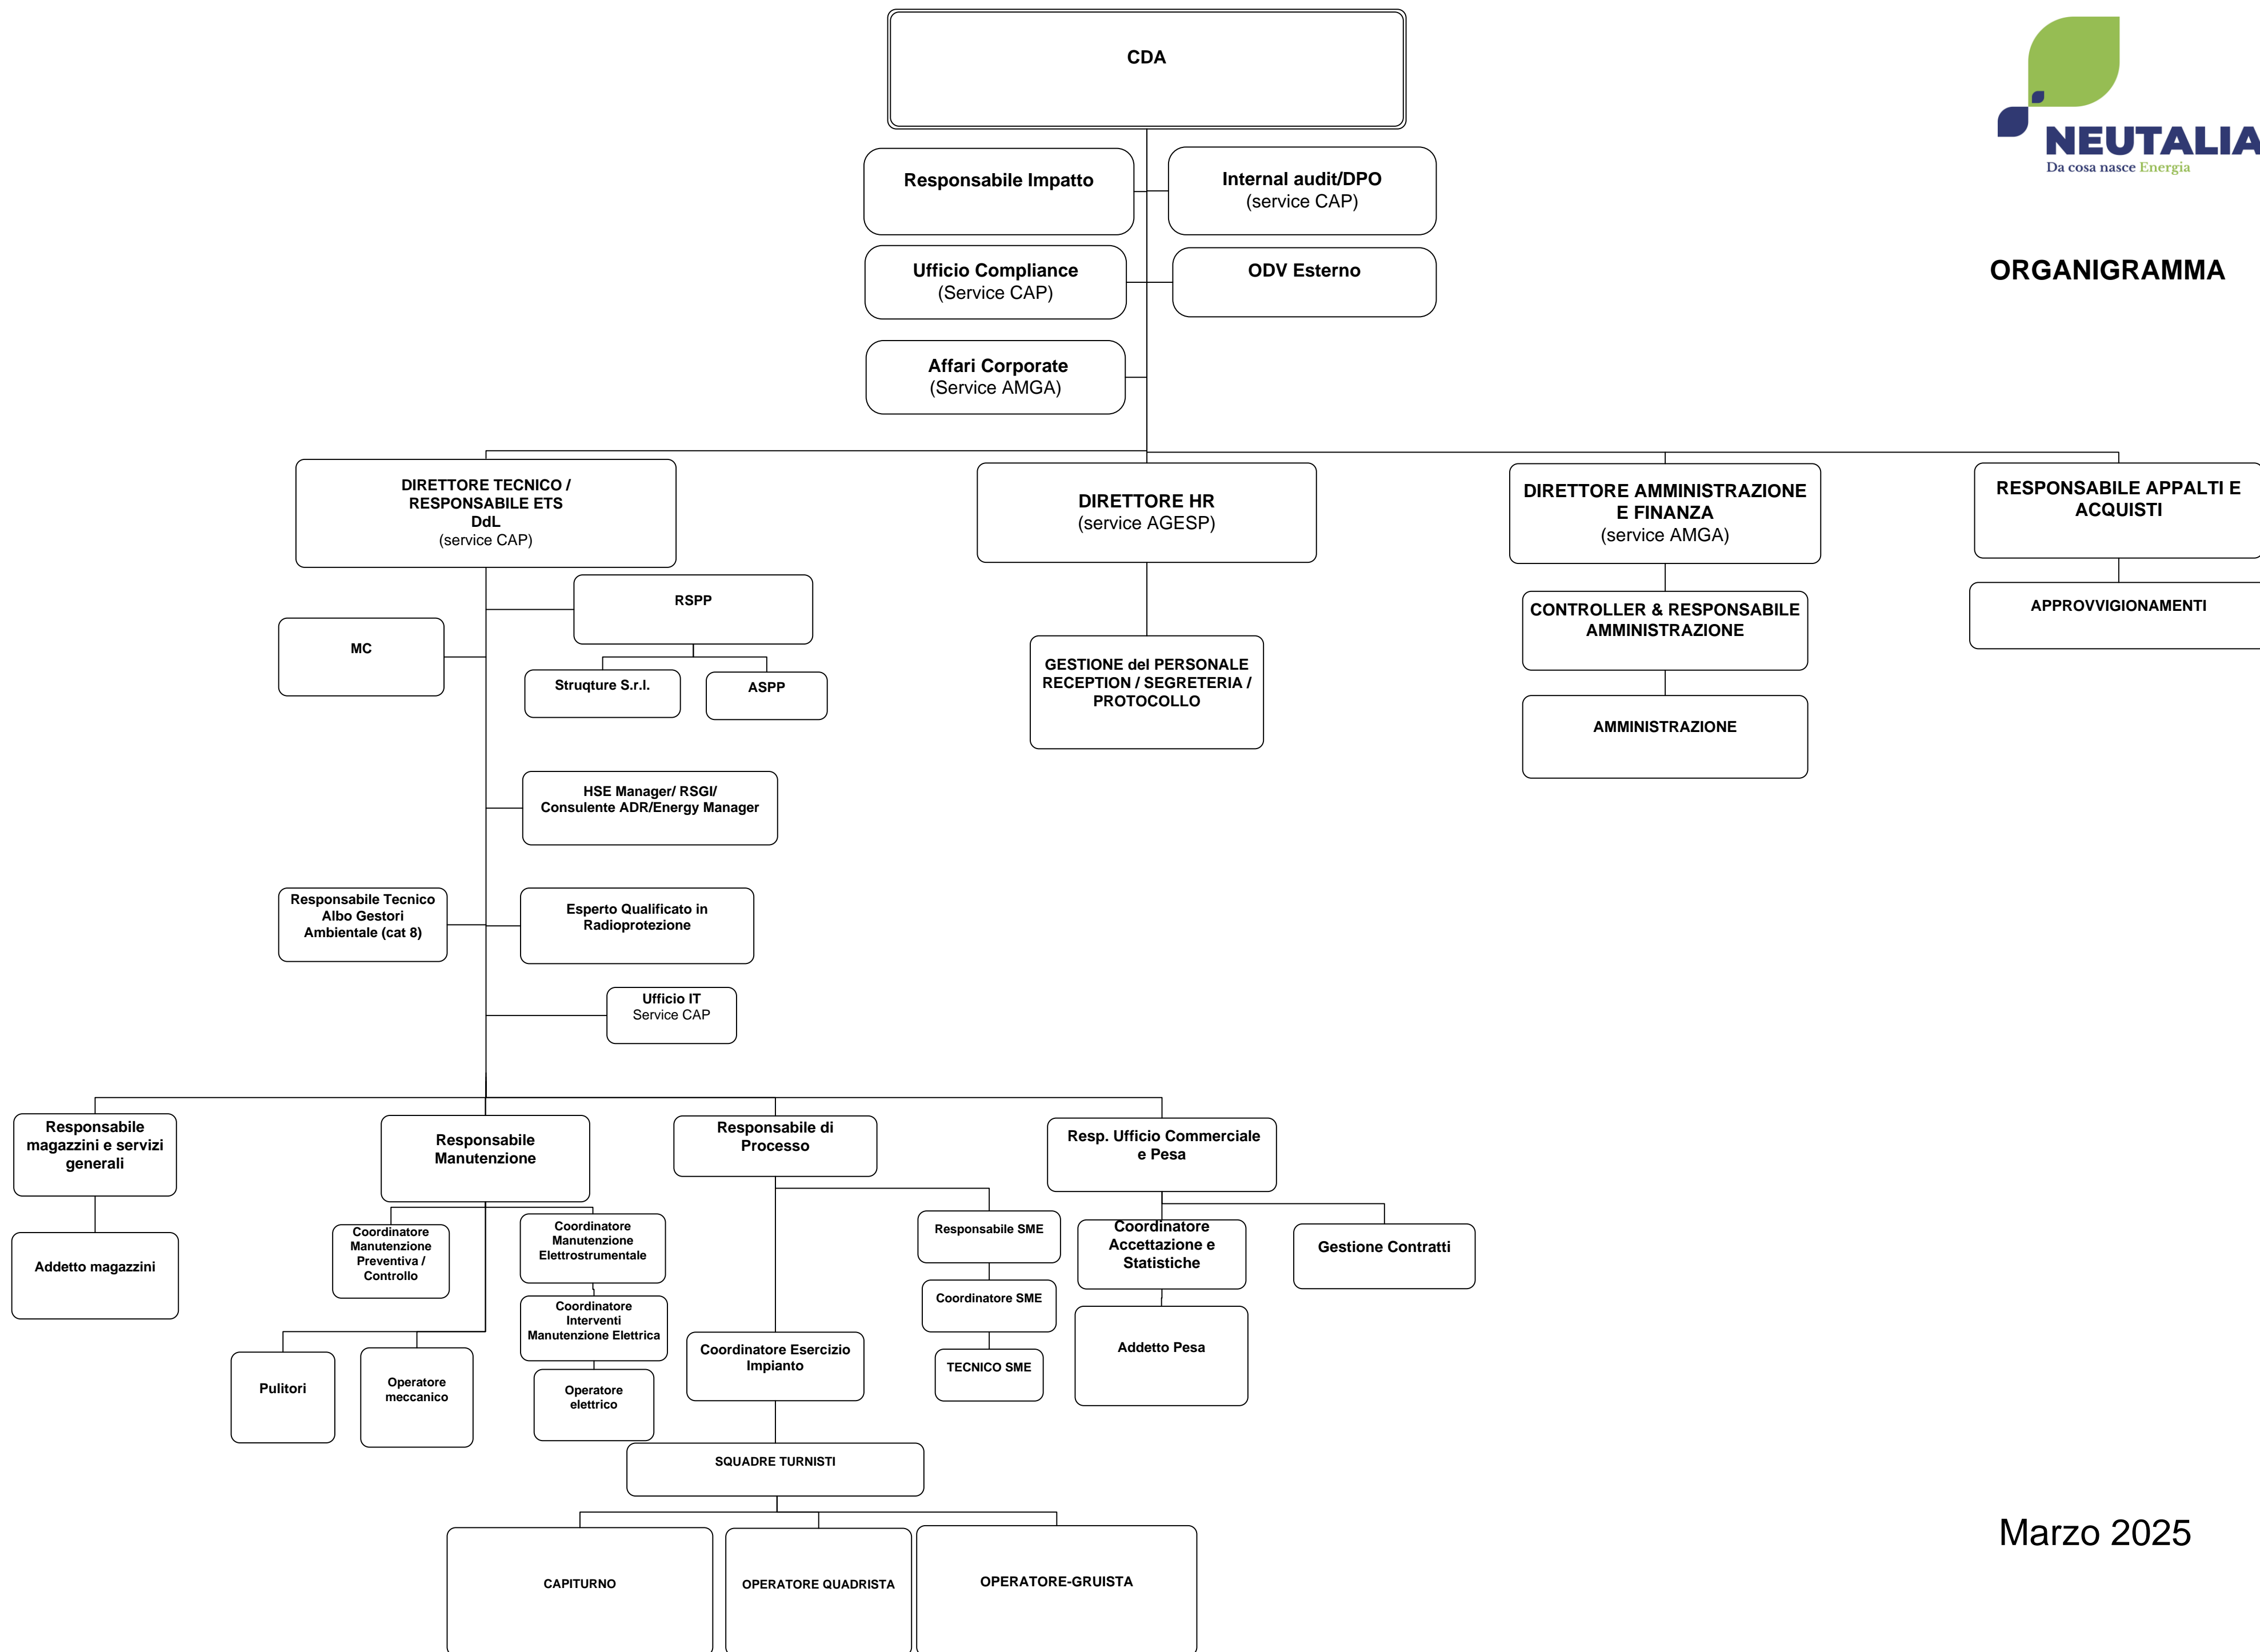 CDA
NEUTALIA
Da cosa nasce Energia
ORGANIGRAMMA
Responsabile Impatto
Internal audit/DPO
(service CAP)
Ufficio Compliance
(Service CAP)
ODV Esterno
Affari Corporate
(Service AMGA)
DIRETTORE TECNICO /
RESPONSABILE ETS
DdL
(service CAP)
DIRETTORE HR
(service AGESP)
DIRETTORE AMMINISTRAZIONE
E FINANZA
(service AMGA)
RESPONSABILE APPALTI E
ACQUISTI
RSPP
MC
Struqture S.r.l.
ASPP
GESTIONE del PERSONALE
RECEPTION / SEGRETERIA /
PROTOCOLLO
CONTROLLER & RESPONSABILE
AMMINISTRAZIONE
AMMINISTRAZIONE
APPROVVIGIONAMENTI
HSE Manager/ RSGI/
Consulente ADR/Energy Manager
Responsabile Tecnico
Albo Gestori
Ambientale (cat 8)
Esperto Qualificato in
Radioprotezione
Ufficio IT
Service CAP
Responsabile
magazzini e servizi
generali
Responsabile
Manutenzione
Responsabile di
Processo
Resp. Ufficio Commerciale
e Pesa
Addetto magazzini
Coordinatore
Manutenzione
Preventiva /
Controllo
Coordinatore
Manutenzione
Elettrostrumentale
Coordinatore
Interventi
Manutenzione Elettrica
Operatore
elettrico
Pulitori
Operatore
meccanico
Responsabile SME
Coordinatore SME
TECNICO SME
Coordinatore Esercizio
Impianto
Coordinatore
Accettazione e
Statistiche
Gestione Contratti
Addetto Pesa
SQUADRE TURNISTI
CAPITURNO
OPERATORE QUADRISTA
OPERATORE-GRUISTA
Marzo 2025